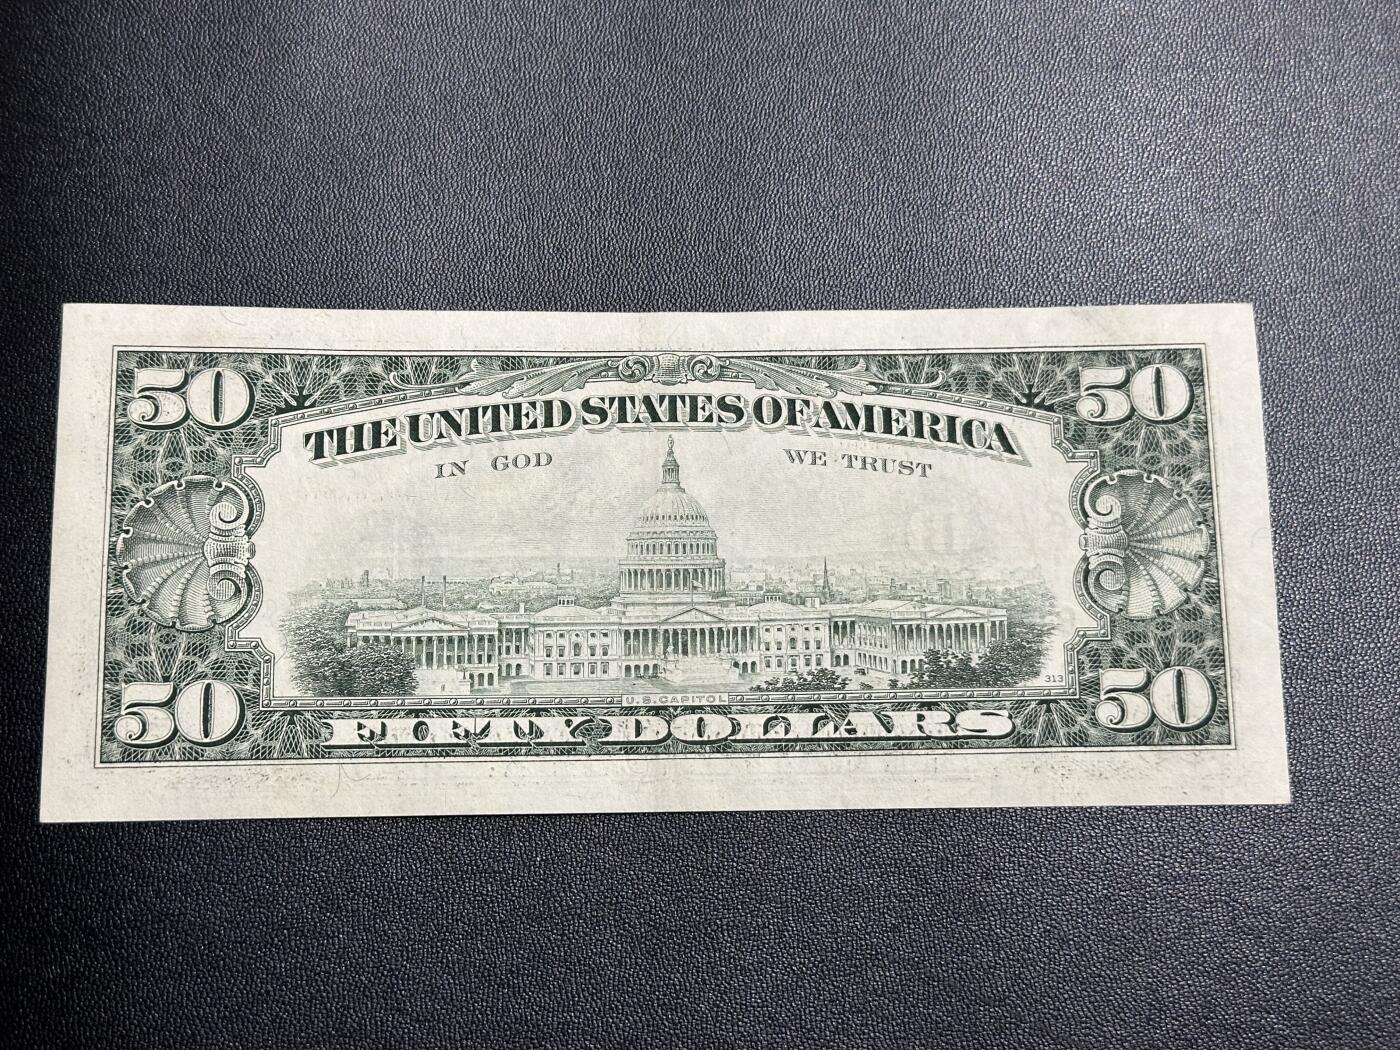 50 50
THE UNITED STATES OF AMERICA
IN GOD WE TRUST
313
U.S. CAPITOL
50 FIFTY DOLLARS 50